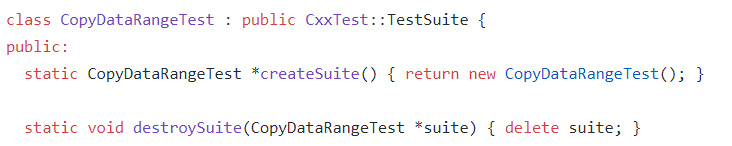 class CopyDataRangeTest : public CxxTest::TestSuite {
public:
  static CopyDataRangeTest *createSuite() { return new CopyDataRangeTest(); }

  static void destroySuite(CopyDataRangeTest *suite) { delete suite; }